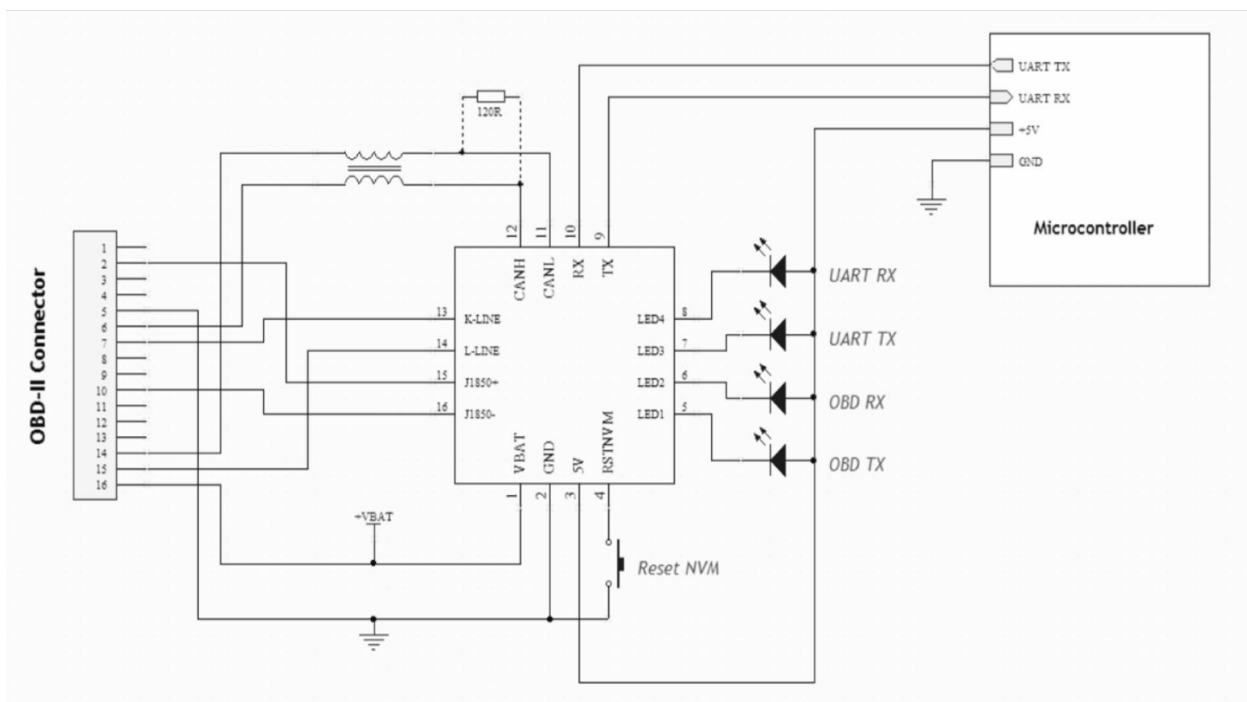 UART TX
UART RX
+5V
GND
Microcontroller
120R
OBD-II Connector
1
2
3
4
5
6
7
8
9
10
11
12
13
14
15
16
12
11
10
9
CANH
CANL
RX
TX
13
K-LINE
14
L-LINE
15
J1850+
16
J1850-
LED4
8
LED3
7
LED2
6
LED1
5
VBAT
GND
5V
RSTNVM
1
2
3
4
UART RX
UART TX
OBD RX
OBD TX
+VBAT
Reset NVM